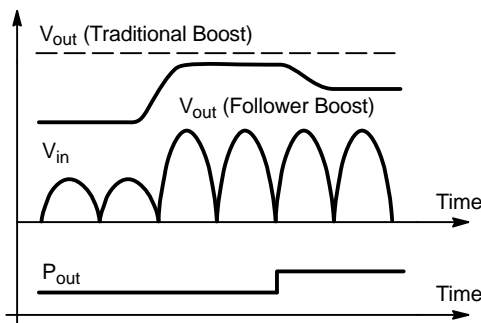 Vout (Traditional Boost)
Vout (Follower Boost)
Vin
Time
Pout
Time